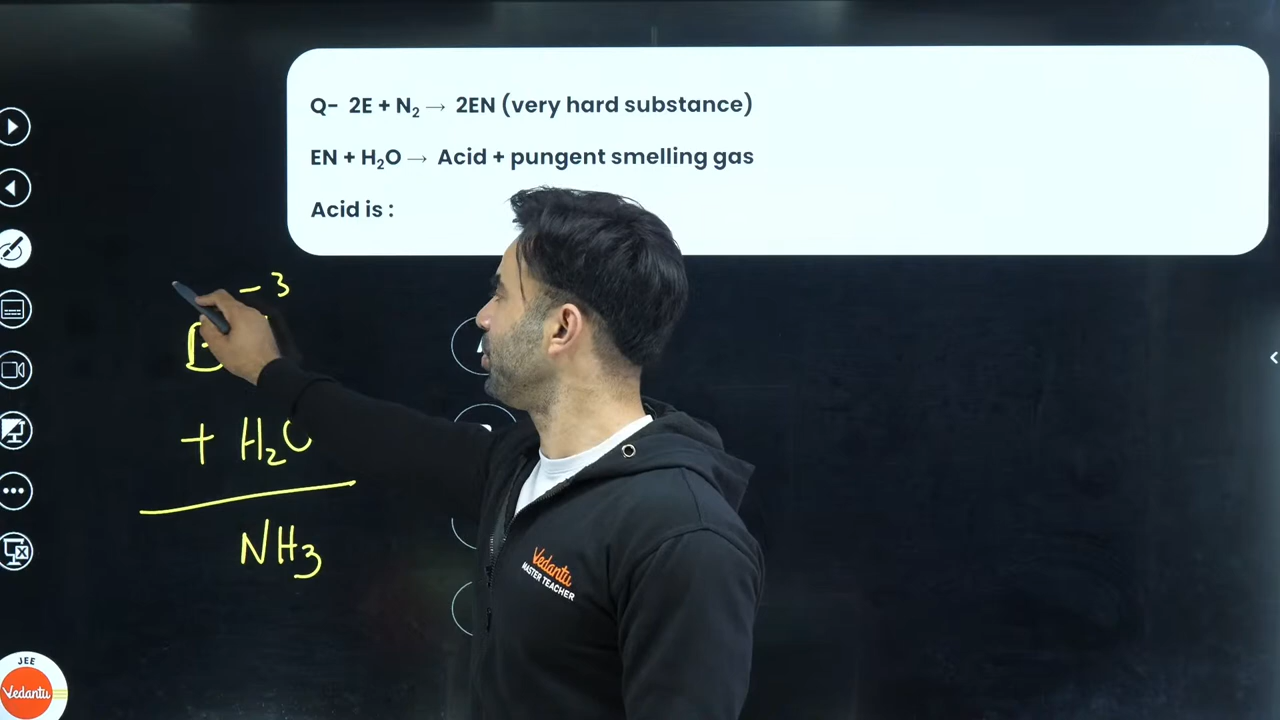 Q- 2E + N₂ → 2EN (very hard substance)
EN + H₂O → Acid + pungent smelling gas
Acid is :
- 3
+ H₂O
NH₃
Vedantu
MASTER TEACHER
JEE
Vedantu